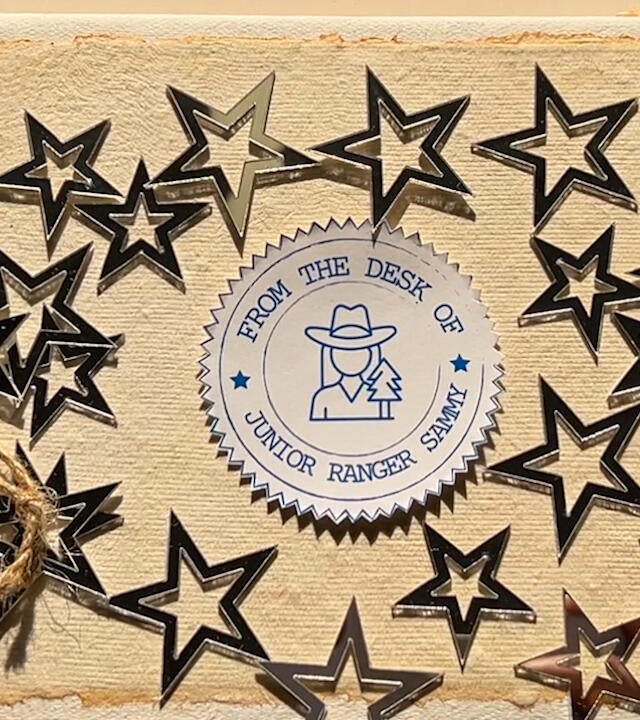 FROM THE DESK OF
JUNIOR RANGER SAMMY